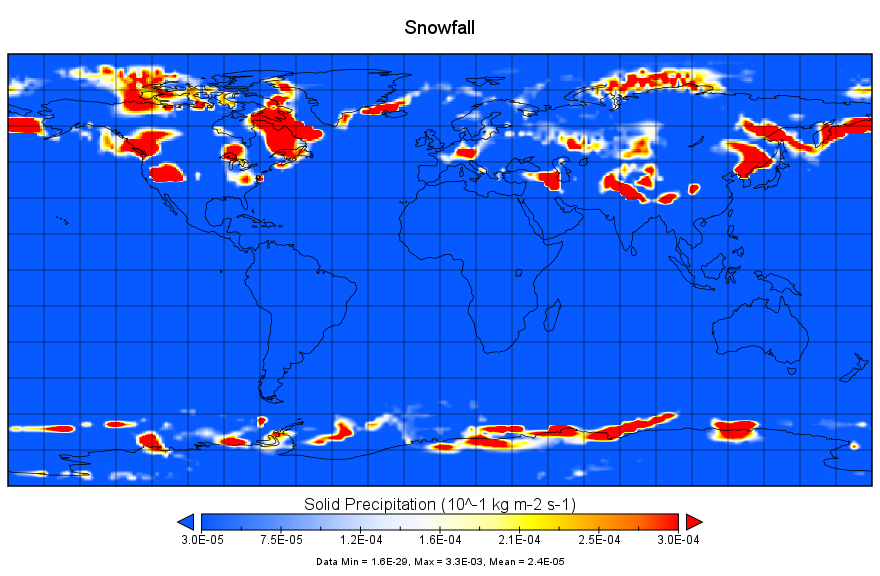 Snowfall
Solid Precipitation (10^-1 kg m-2 s-1)
3.0E-05 7.5E-05 1.2E-04 1.6E-04 2.1E-04 2.5E-04 3.0E-04
Data Min = 1.6E-29, Max = 3.3E-03, Mean = 2.4E-05